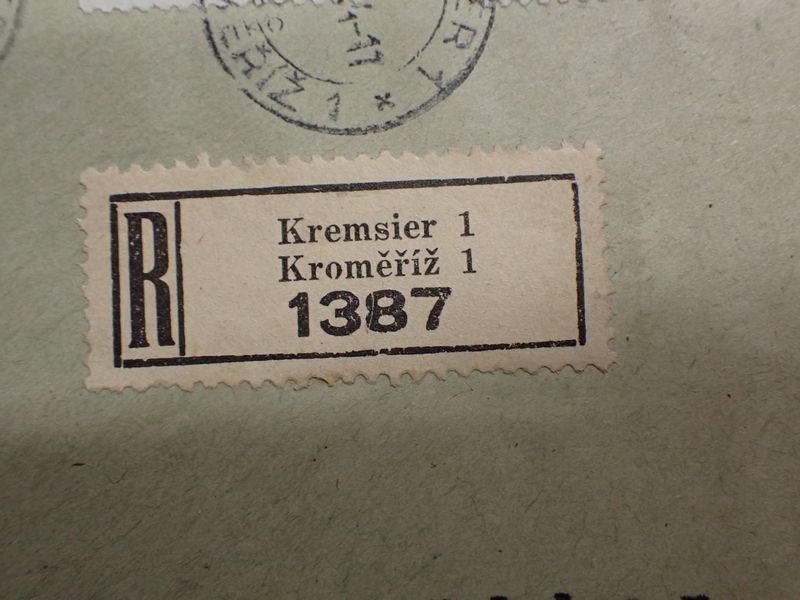 R
Kremsier 1
Kroměříž 1
1387